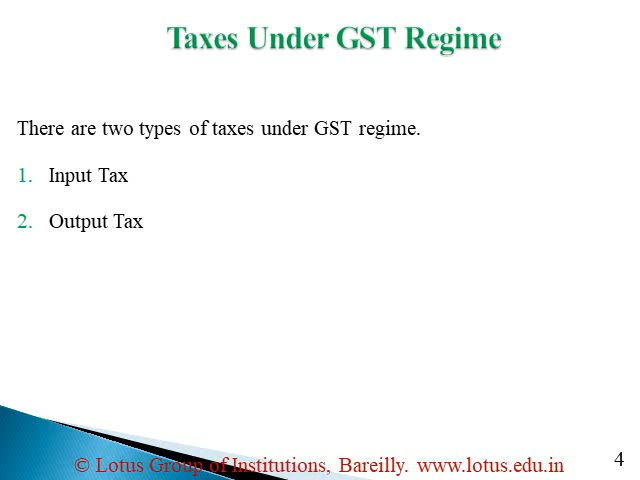 Taxes Under GST Regime
There are two types of taxes under GST regime.
1. Input Tax
2. Output Tax
© Lotus Group of Institutions, Bareilly. www.lotus.edu.in
4